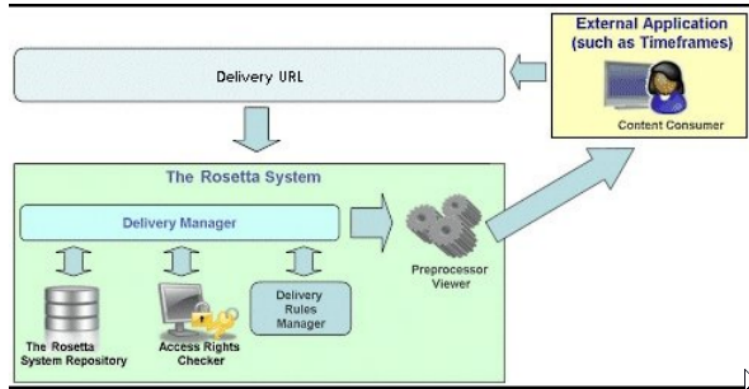 External Application
(such as Timeframes)
Content Consumer
Delivery URL
The Rosetta System
Delivery Manager
Preprocessor
Viewer
The Rosetta
System Repository
Access Rights
Checker
Delivery
Rules
Manager